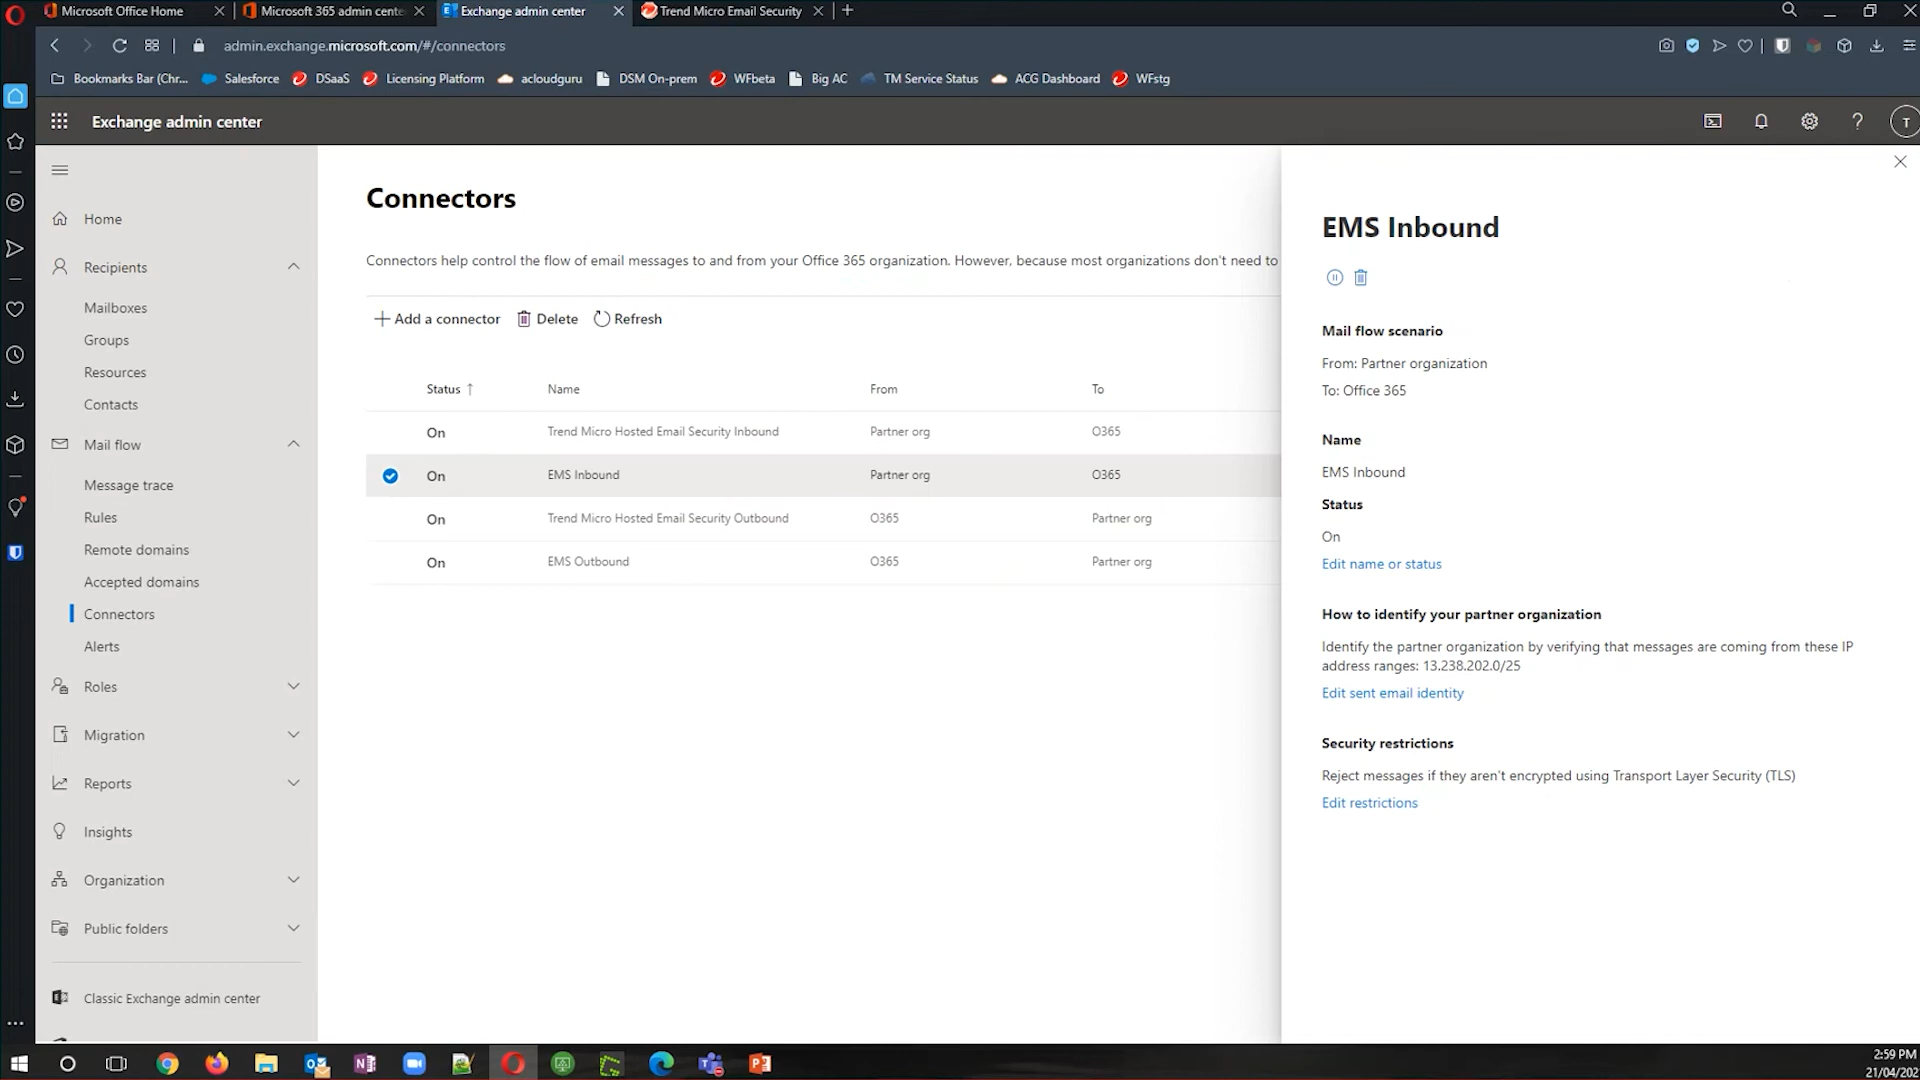 Microsoft Office Home
Microsoft 365 admin cente
Exchange admin center
Trend Micro Email Security
admin.exchange.microsoft.com/#/connectors
Bookmarks Bar (Chr...
Salesforce
DSaaS
Licensing Platform
acloudguru
DSM On-prem
WFbeta
Big AC
TM Service Status
ACG Dashboard
WFstg
Exchange admin center
T
Home
Recipients
Mailboxes
Groups
Resources
Contacts
Mail flow
Message trace
Rules
Remote domains
Accepted domains
Connectors
Alerts
Roles
Migration
Reports
Insights
Organization
Public folders
Classic Exchange admin center
Connectors
Connectors help control the flow of email messages to and from your Office 365 organization. However, because most organizations don't need to
Add a connector
Delete
Refresh
Status ↑ Name From To
On Trend Micro Hosted Email Security Inbound Partner org O365
On EMS Inbound Partner org O365
On Trend Micro Hosted Email Security Outbound O365 Partner org
On EMS Outbound O365 Partner org
EMS Inbound
Mail flow scenario
From: Partner organization
To: Office 365
Name
EMS Inbound
Status
On
Edit name or status
How to identify your partner organization
Identify the partner organization by verifying that messages are coming from these IP
address ranges: 13.238.202.0/25
Edit sent email identity
Security restrictions
Reject messages if they aren't encrypted using Transport Layer Security (TLS)
Edit restrictions
2:59 PM
21/04/202